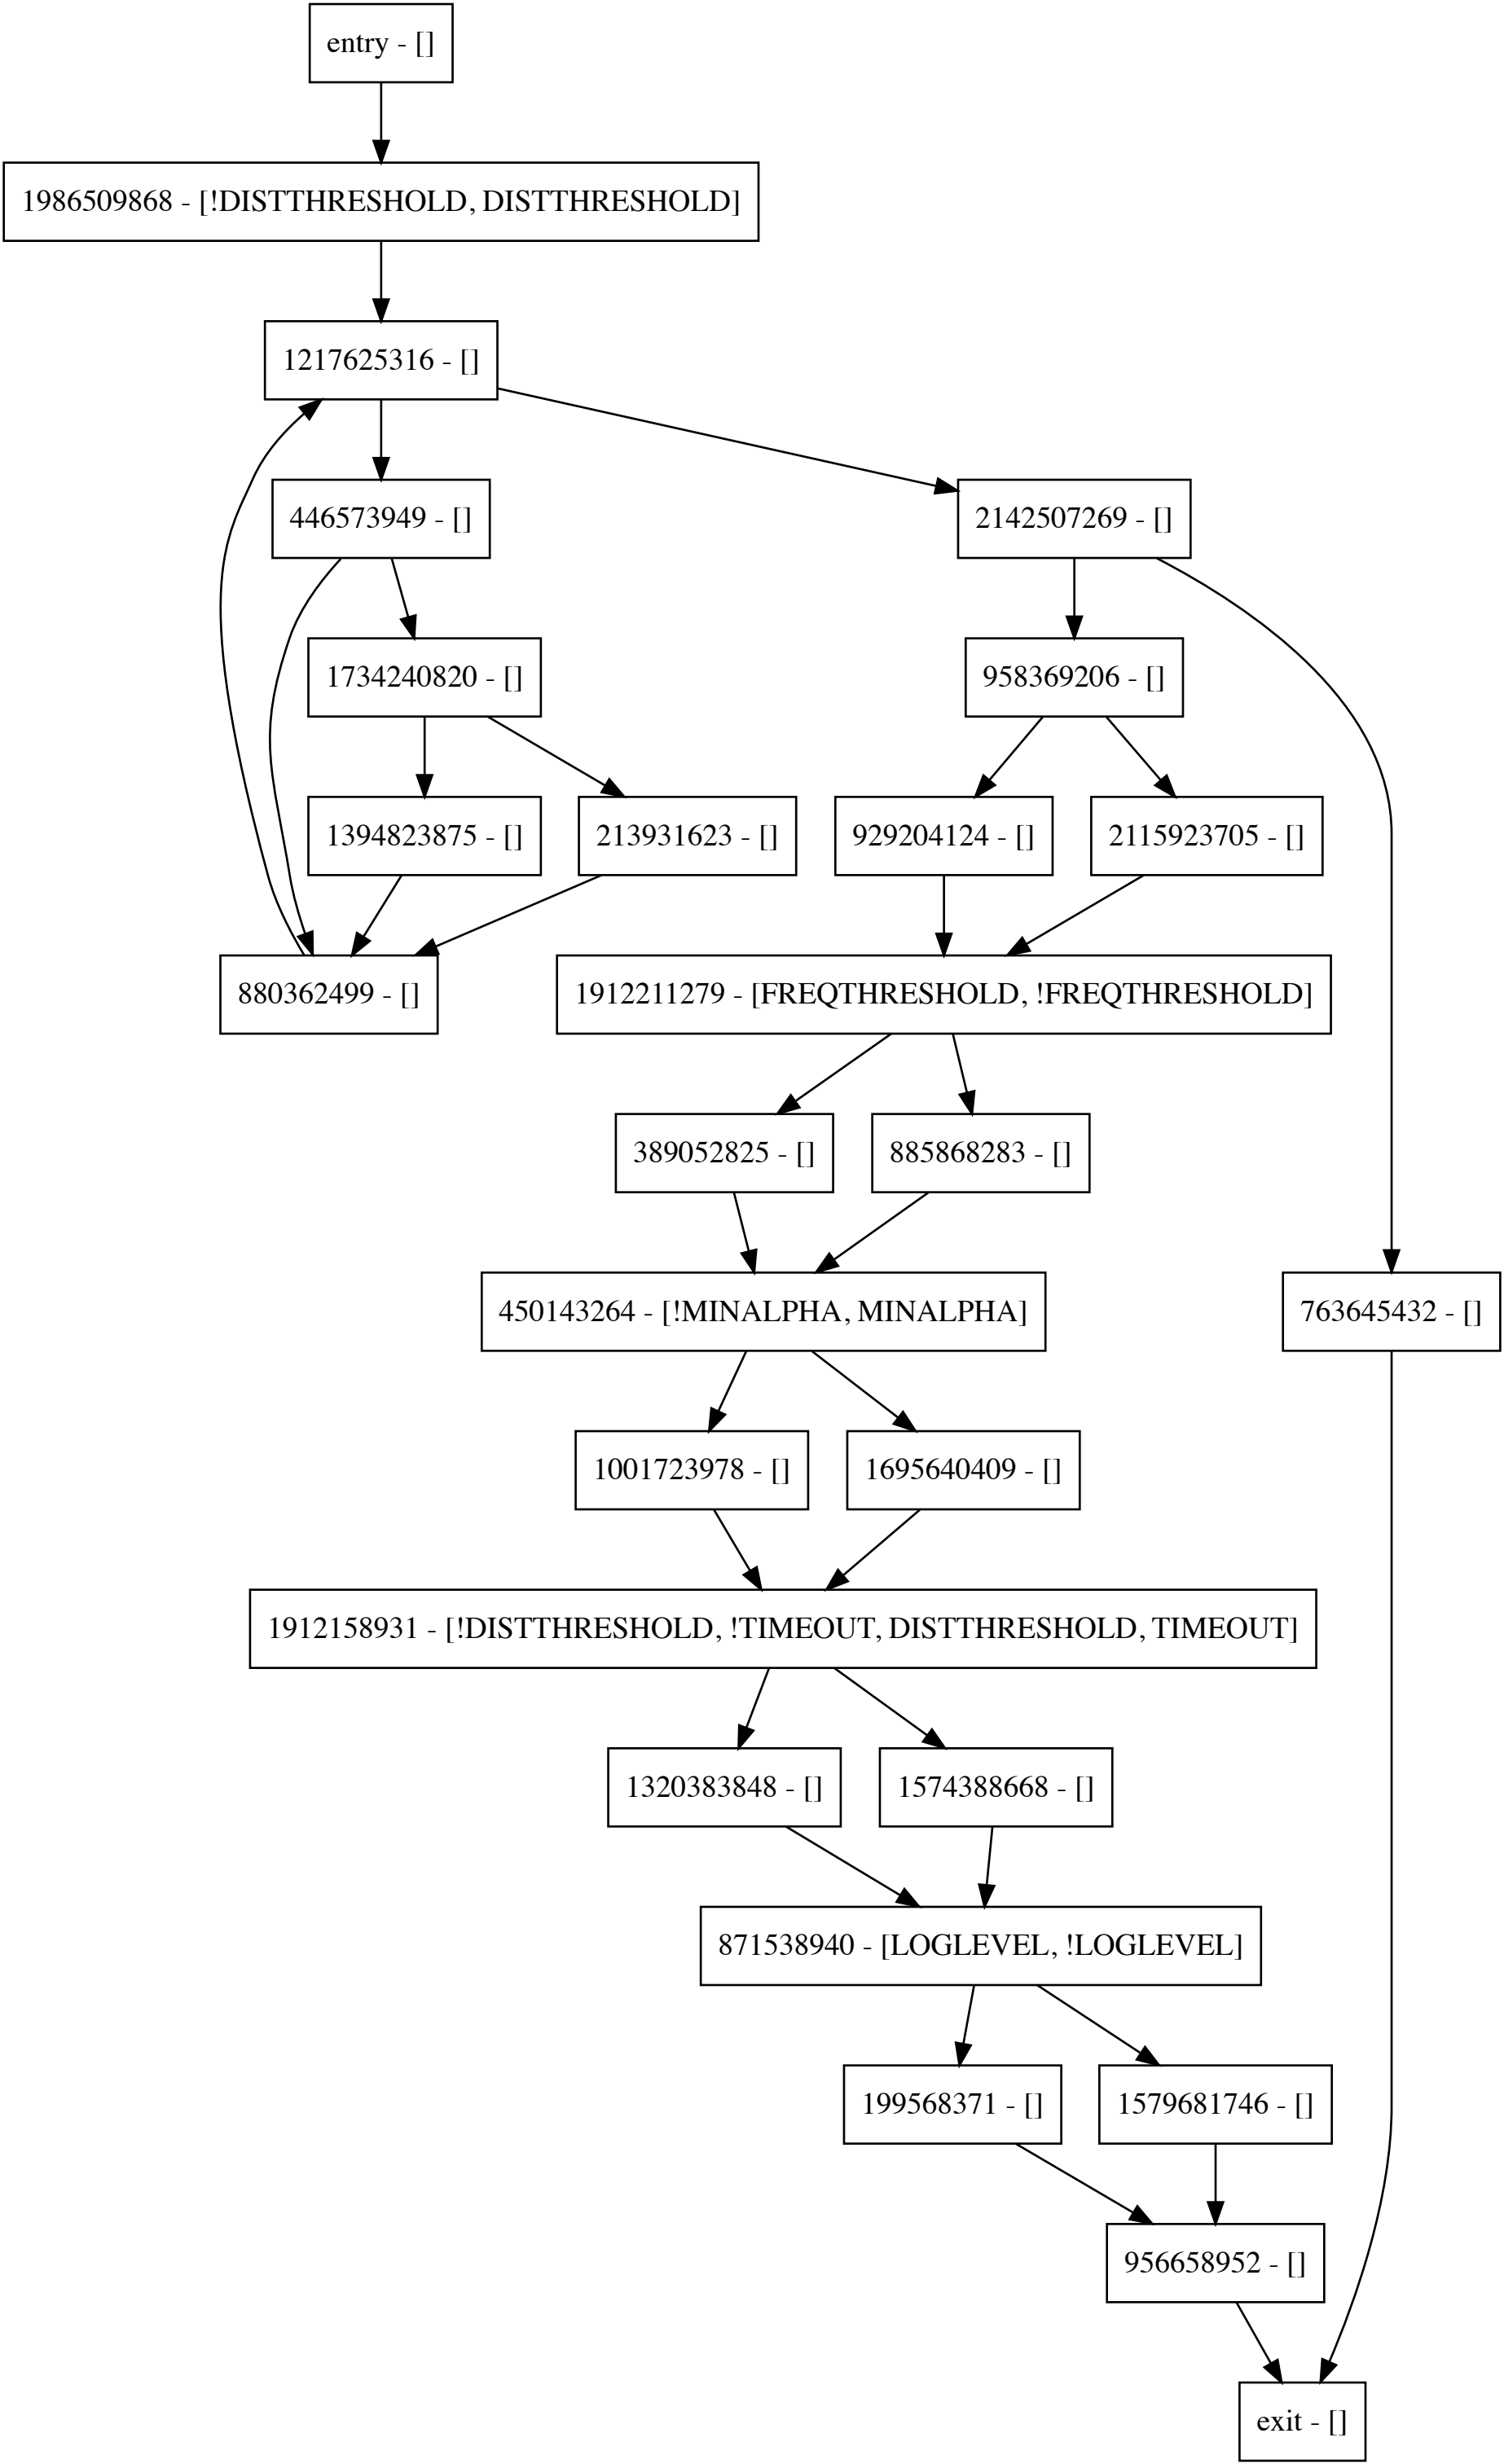 entry - []
1986509868 - [!DISTTHRESHOLD, DISTTHRESHOLD]
1217625316 - []
446573949 - []
2142507269 - []
1734240820 - []
958369206 - []
1394823875 - []
213931623 - []
929204124 - []
2115923705 - []
880362499 - []
1912211279 - [FREQTHRESHOLD, !FREQTHRESHOLD]
389052825 - []
885868283 - []
450143264 - [!MINALPHA, MINALPHA]
763645432 - []
1001723978 - []
1695640409 - []
1912158931 - [!DISTTHRESHOLD, !TIMEOUT, DISTTHRESHOLD, TIMEOUT]
1320383848 - []
1574388668 - []
871538940 - [LOGLEVEL, !LOGLEVEL]
199568371 - []
1579681746 - []
956658952 - []
exit - []